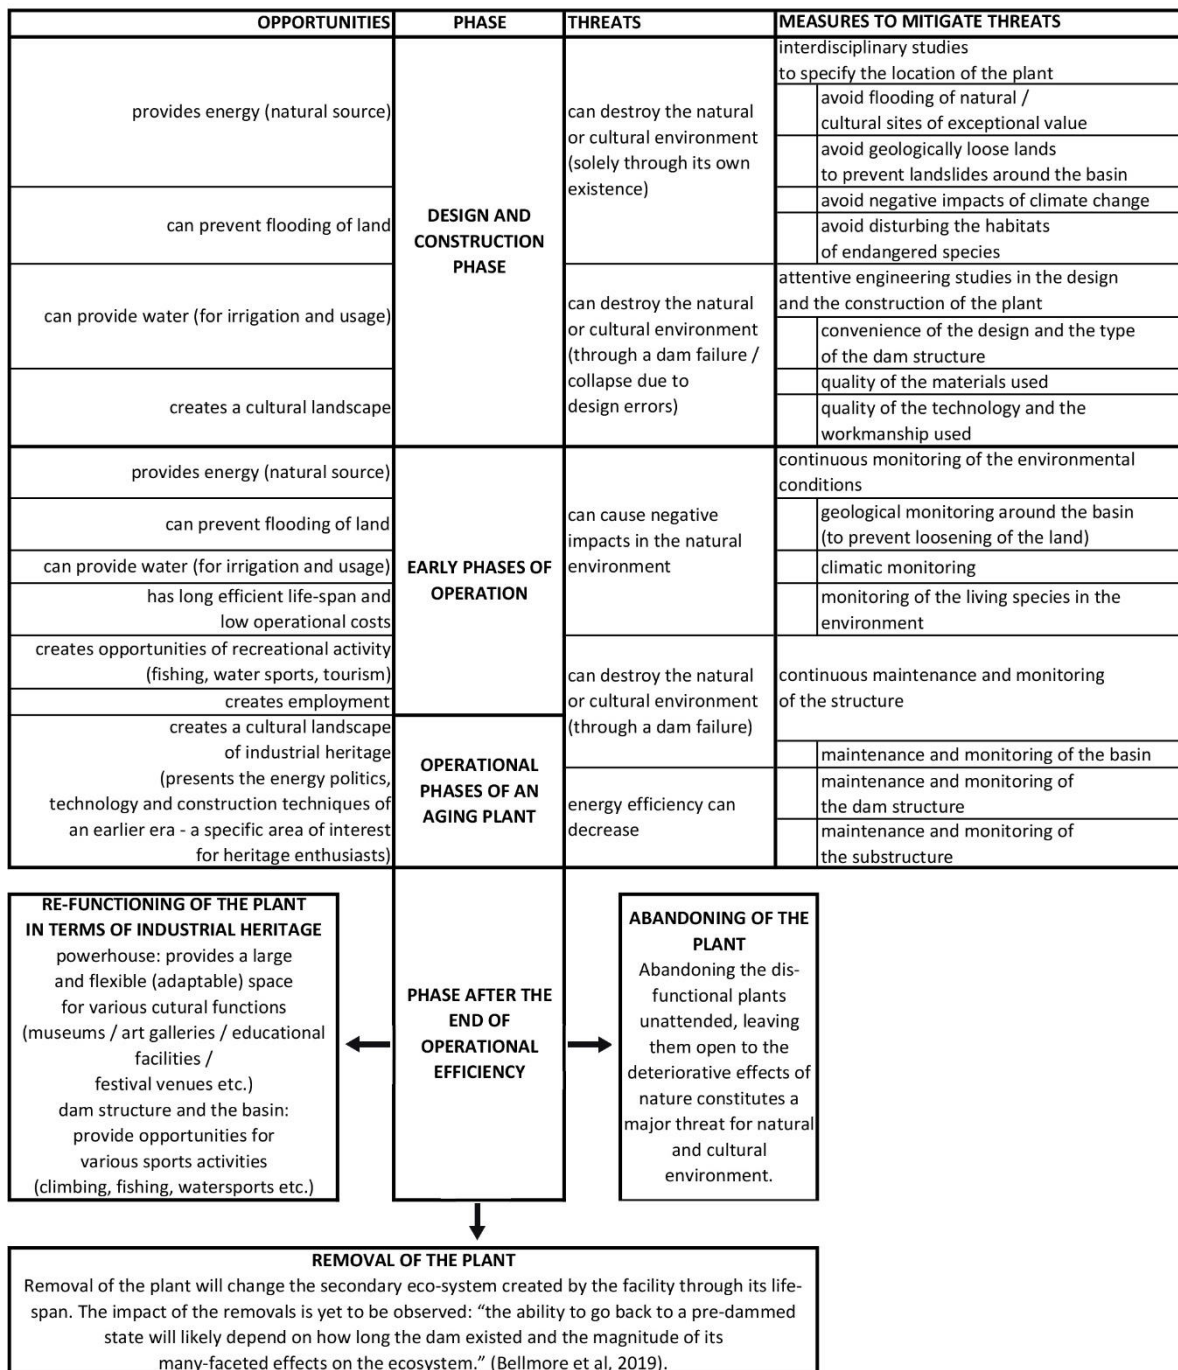 OPPORTUNITIES
PHASE
THREATS
MEASURES TO MITIGATE THREATS
provides energy (natural source)
can prevent flooding of land
can provide water (for irrigation and usage)
creates a cultural landscape
DESIGN AND
CONSTRUCTION
PHASE
can destroy the natural
or cultural environment
(solely through its own
existence)
can destroy the natural
or cultural environment
(through a dam failure /
collapse due to
design errors)
interdisciplinary studies
to specify the location of the plant
avoid flooding of natural /
cultural sites of exceptional value
avoid geologically loose lands
to prevent landslides around the basin
avoid negative impacts of climate change
avoid disturbing the habitats
of endangered species
attentive engineering studies in the design
and the construction of the plant
convenience of the design and the type
of the dam structure
quality of the materials used
quality of the technology and the
workmanship used
provides energy (natural source)
can prevent flooding of land
can provide water (for irrigation and usage)
has long efficient life-span and
low operational costs
creates opportunities of recreational activity
(fishing, water sports, tourism)
creates employment
creates a cultural landscape
of industrial heritage
(presents the energy politics,
technology and construction techniques of
an earlier era - a specific area of interest
for heritage enthusiasts)
EARLY PHASES OF
OPERATION
OPERATIONAL
PHASES OF AN
AGING PLANT
can cause negative
impacts in the natural
environment
can destroy the natural
or cultural environment
(through a dam failure)
energy efficiency can
decrease
continuous monitoring of the environmental
conditions
geological monitoring around the basin
(to prevent loosening of the land)
climatic monitoring
monitoring of the living species in the
environment
continuous maintenance and monitoring
of the structure
maintenance and monitoring of the basin
maintenance and monitoring of
the dam structure
maintenance and monitoring of
the substructure
RE-FUNCTIONING OF THE PLANT
IN TERMS OF INDUSTRIAL HERITAGE
powerhouse: provides a large
and flexible (adaptable) space
for various cutural functions
(museums / art galleries / educational
facilities /
festival venues etc.)
dam structure and the basin:
provide opportunities for
various sports activities
(climbing, fishing, watersports etc.)
PHASE AFTER THE
END OF
OPERATIONAL
EFFICIENCY
ABANDONING OF THE
PLANT
Abandoning the dis-
functional plants
unattended, leaving
them open to the
deteriorative effects of
nature constitutes a
major threat for natural
and cultural
environment.
REMOVAL OF THE PLANT
Removal of the plant will change the secondary eco-system created by the facility through its life-
span. The impact of the removals is yet to be observed: “the ability to go back to a pre-dammed
state will likely depend on how long the dam existed and the magnitude of its
many-faceted effects on the ecosystem.” (Bellmore et al, 2019).